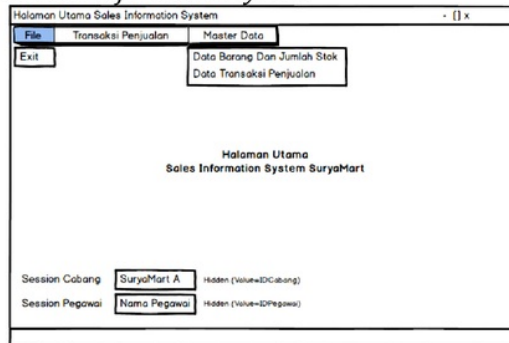 Halaman Utama Sales Information System - [] x
File Transaksi Penjualan Master Data
Exit Data Barang Dan Jumlah Stok
Data Transaksi Penjualan
Halaman Utama
Sales Information System SuryaMart
Session Cabang SuryaMart A Hidden (Value=IDCabang)
Session Pegawai Nama Pegawai Hidden (Value=IDPegawai)